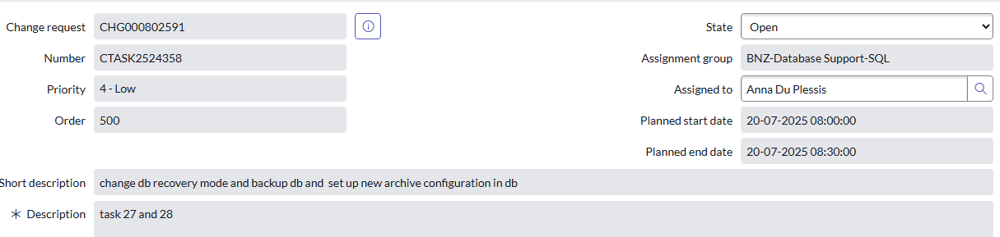 Change request CHG000802591 State Open
Number CTASK2524358 Assignment group BNZ-Database Support-SQL
Priority 4 - Low Assigned to Anna Du Plessis
Order 500 Planned start date 20-07-2025 08:00:00
Planned end date 20-07-2025 08:30:00
Short description change db recovery mode and backup db and  set up new archive configuration in db
Description task 27 and 28